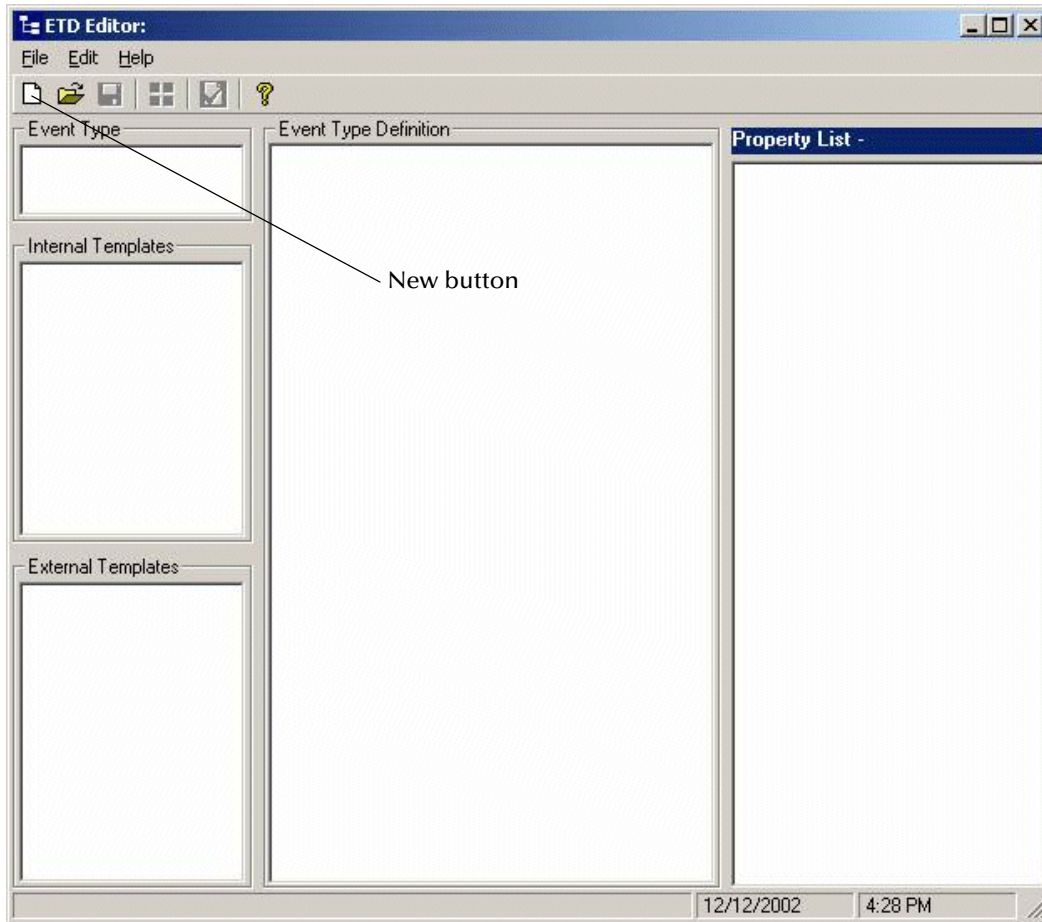 ETD Editor:
File Edit Help
Event Type
Event Type Definition
Property List -
Internal Templates
New button
External Templates
12/12/2002
4:28 PM